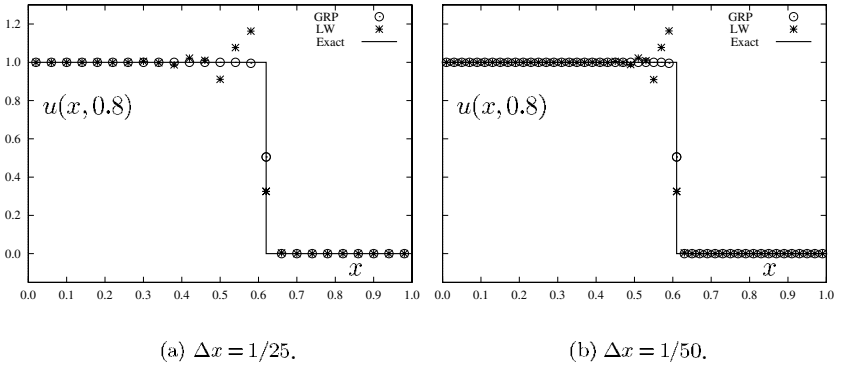 1.2
1.0
0.8
0.6
0.4
0.2
0.0
GRP
LW
Exact
u(x, 0.8)
x
0.0 0.1 0.2 0.3 0.4 0.5 0.6 0.7 0.8 0.9 1.0
(a) Δx = 1/25.
GRP
LW
Exact
u(x, 0.8)
x
0.0 0.1 0.2 0.3 0.4 0.5 0.6 0.7 0.8 0.9 1.0
(b) Δx = 1/50.